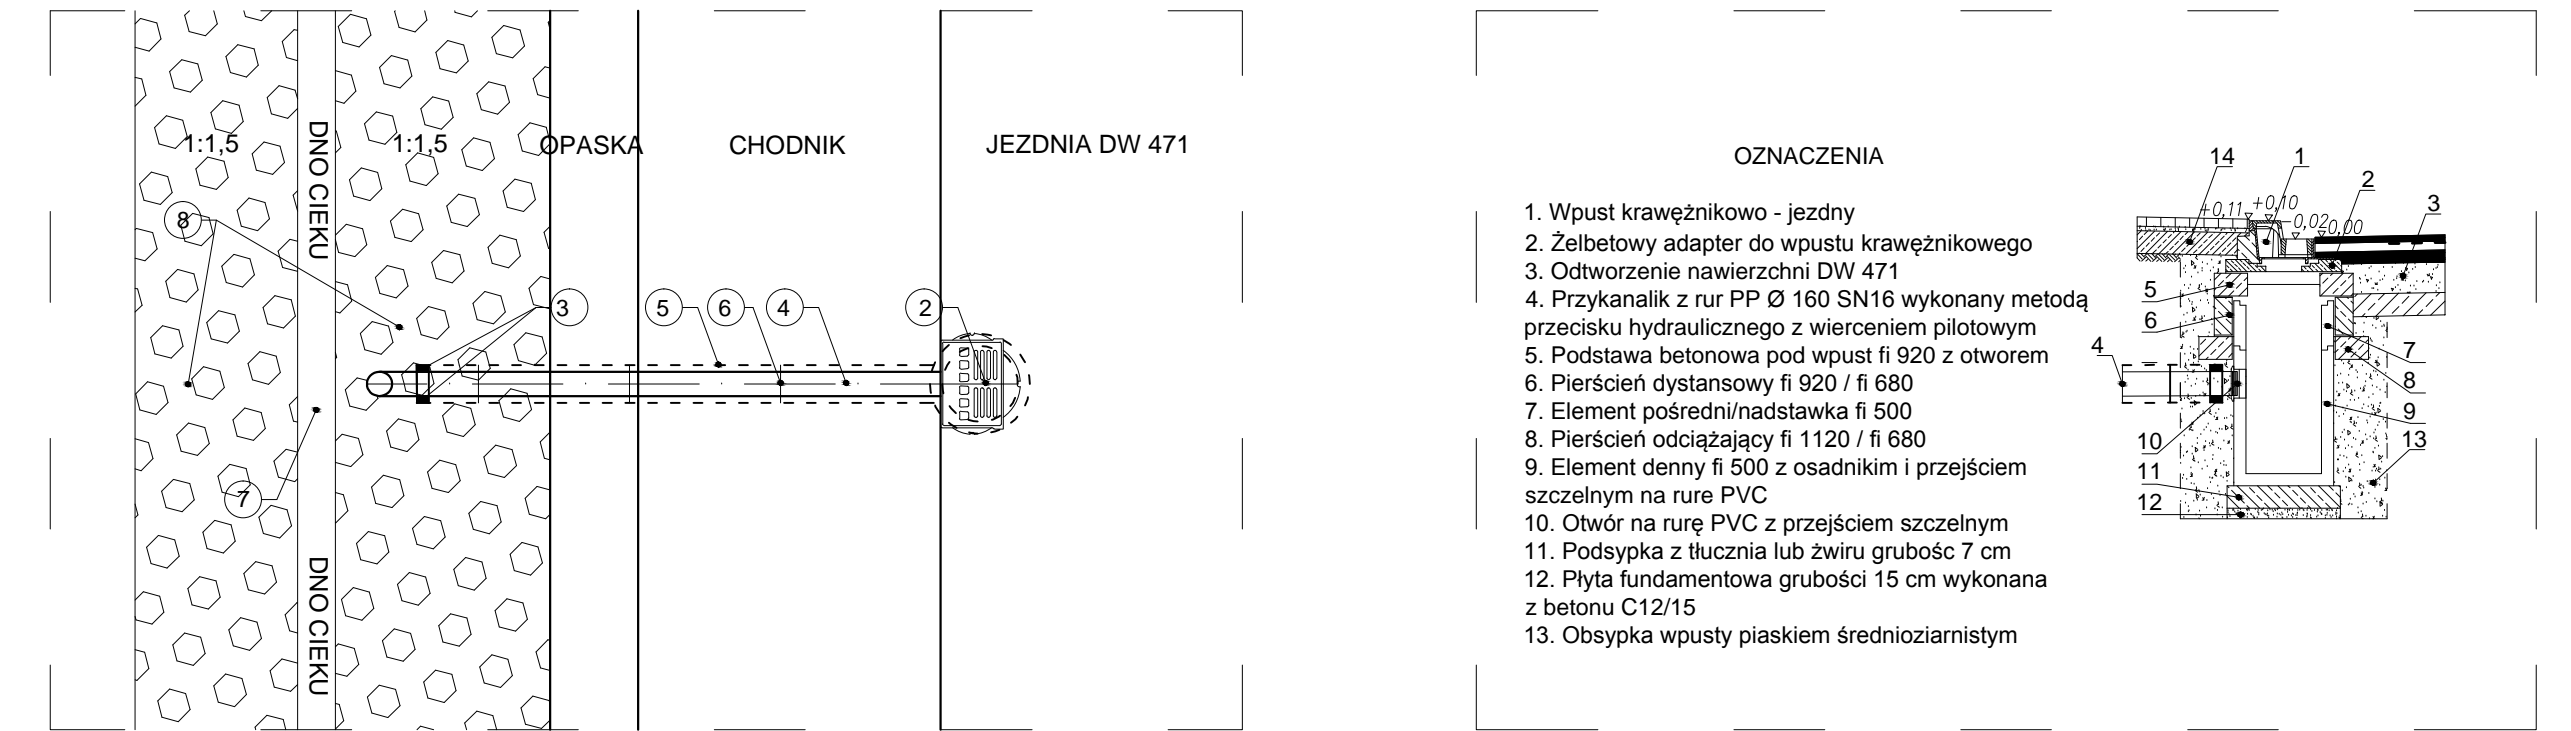 1:1,5
DNO CIEKU
1:1,5
OPASKA
CHODNIK
JEZDNIA DW 471
8
3
5
6
4
2
7
DNO CIEKU
OZNACZENIA
1. Wpust krawężnikowo - jezdny
2. Żelbetowy adapter do wpustu krawężnikowego
3. Odtworzenie nawierzchni DW 471
4. Przykanalik z rur PP Ø 160 SN16 wykonany metodą
przecisku hydraulicznego z wierceniem pilotowym
5. Podstawa betonowa pod wpust fi 920 z otworem
6. Pierścień dystansowy fi 920 / fi 680
7. Element pośredni/nadstawka fi 500
8. Pierścień odciążający fi 1120 / fi 680
9. Element denny fi 500 z osadnikim i przejściem
szczelnym na rure PVC
10. Otwór na rurę PVC z przejściem szczelnym
11. Podsypka z tłucznia lub żwiru grubośc 7 cm
12. Płyta fundamentowa grubości 15 cm wykonana
z betonu C12/15
13. Obsypka wpusty piaskiem średnioziarnistym
14
1
2
3
+0,11
+0,10
-0,02
±0,00
5
6
4
7
8
9
10
13
11
12